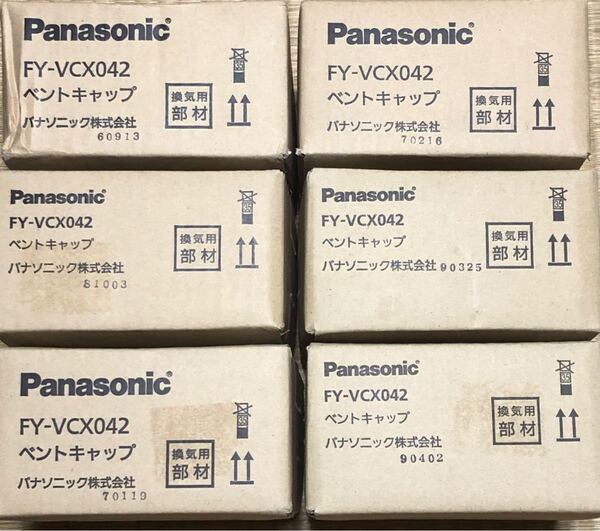 Panasonic
FY-VCX042
ベントキャップ
パナソニック株式会社
60913
換気用
部材
Panasonic
FY-VCX042
ベントキャップ
パナソニック株式会社
70216
換気用
部材
Panasonic
FY-VCX042
ベントキャップ
パナソニック株式会社
81003
換気用
部材
Panasonic
FY-VCX042
ベントキャップ
パナソニック株式会社 90325
換気用
部材
Panasonic
FY-VCX042
ベントキャップ
パナソニック株式会社
70119
換気用
部材
Panasonic
FY-VCX042
ベントキャップ
パナソニック株式会社
90402
換気用
部材